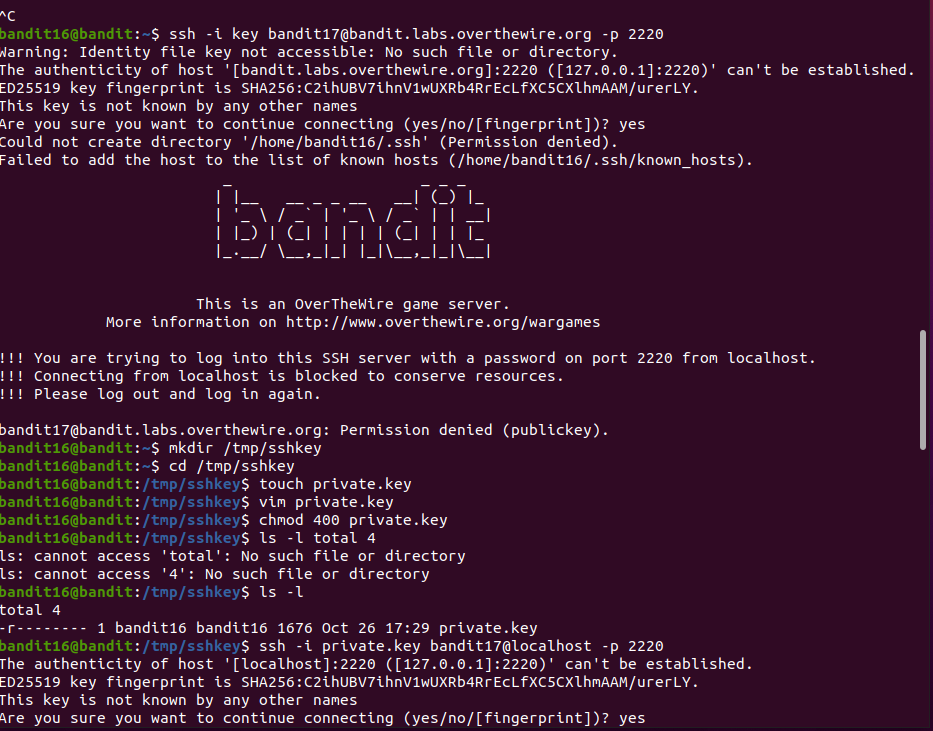 ^C
bandit16@bandit:~$ ssh -i key bandit17@bandit.labs.overthewire.org -p 2220
Warning: Identity file key not accessible: No such file or directory.
The authenticity of host '[bandit.labs.overthewire.org]:2220 ([127.0.0.1]:2220)' can't be established.
ED25519 key fingerprint is SHA256:C2ihUBV7ihnV1wUXRb4RrEcLfXC5CXlhmAAM/urerLY.
This key is not known by any other names
Are you sure you want to continue connecting (yes/no/[fingerprint])? yes
Could not create directory '/home/bandit16/.ssh' (Permission denied).
Failed to add the host to the list of known hosts (/home/bandit16/.ssh/known_hosts).
bandit
This is an OverTheWire game server.
More information on http://www.overthewire.org/wargames
!!! You are trying to log into this SSH server with a password on port 2220 from localhost.
!!! Connecting from localhost is blocked to conserve resources.
!!! Please log out and log in again.
bandit17@bandit.labs.overthewire.org: Permission denied (publickey).
bandit16@bandit:~$ mkdir /tmp/sshkey
bandit16@bandit:~$ cd /tmp/sshkey
bandit16@bandit:/tmp/sshkey$ touch private.key
bandit16@bandit:/tmp/sshkey$ vim private.key
bandit16@bandit:/tmp/sshkey$ chmod 400 private.key
bandit16@bandit:/tmp/sshkey$ ls -l total 4
ls: cannot access 'total': No such file or directory
ls: cannot access '4': No such file or directory
bandit16@bandit:/tmp/sshkey$ ls -l
total 4
-r-------- 1 bandit16 bandit16 1676 Oct 26 17:29 private.key
bandit16@bandit:/tmp/sshkey$ ssh -i private.key bandit17@localhost -p 2220
The authenticity of host '[localhost]:2220 ([127.0.0.1]:2220)' can't be established.
ED25519 key fingerprint is SHA256:C2ihUBV7ihnV1wUXRb4RrEcLfXC5CXlhmAAM/urerLY.
This key is not known by any other names
Are you sure you want to continue connecting (yes/no/[fingerprint])? yes